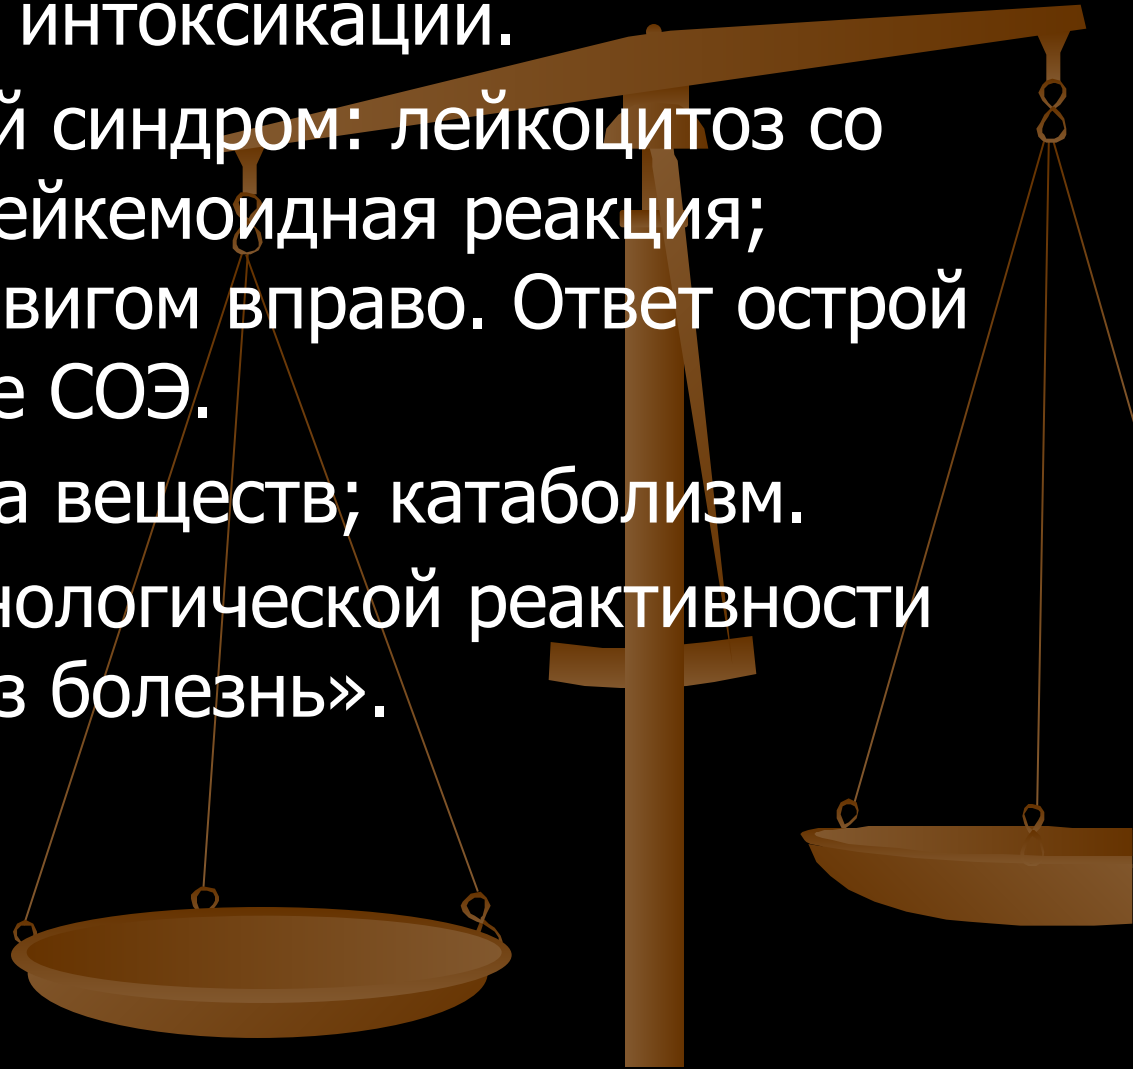 интоксикации.
й синдром: лейкоцитоз со
ейкемоидная реакция;
вигом вправо. Ответ острой
е СОЭ.
а веществ; катаболизм.
нологической реактивности
з болезнь».